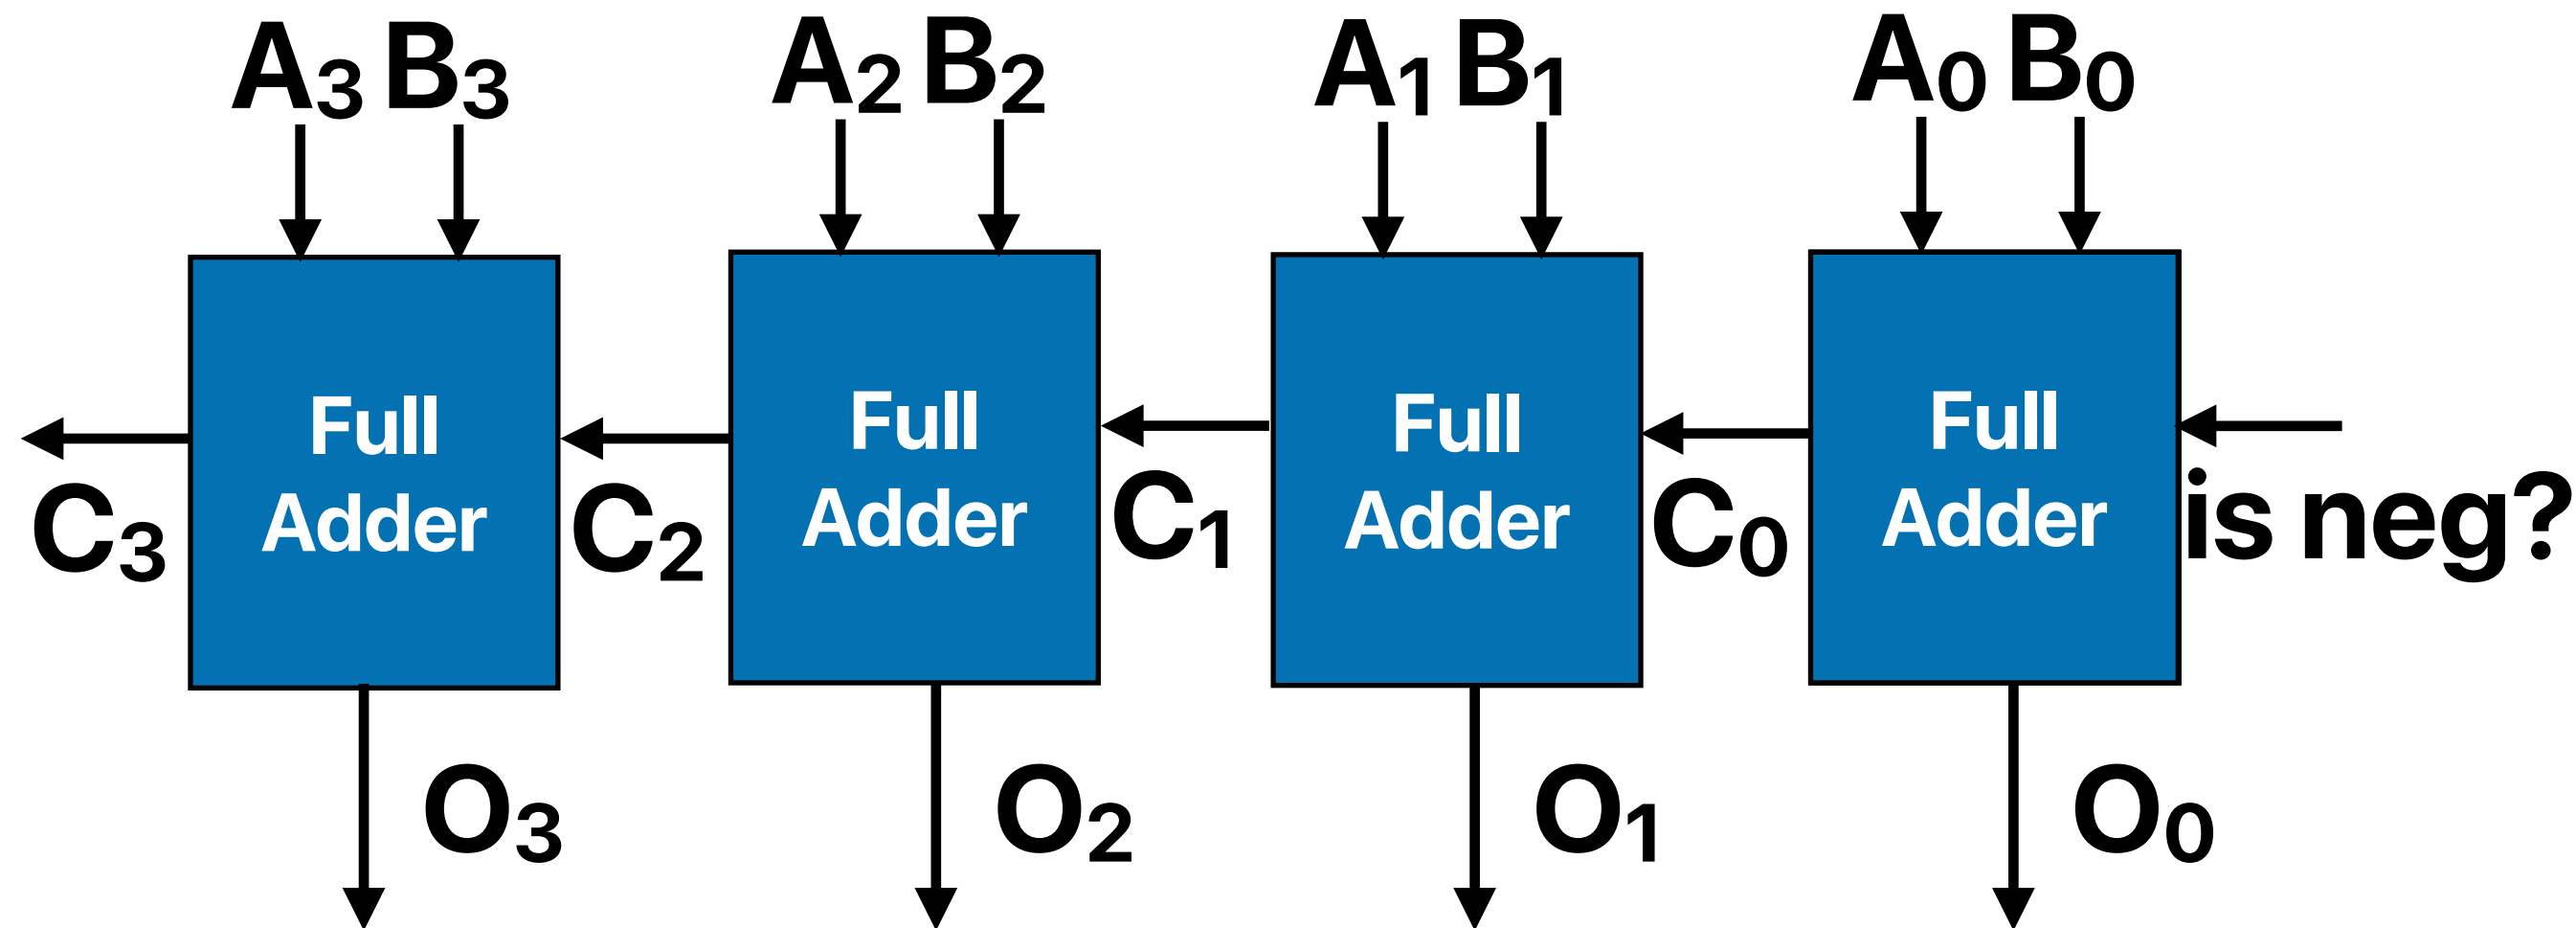 A3 B3 A2 B2 A1 B1 A0 B0
Full Full Full Full
Adder Adder Adder Adder
C3 C2 C1 C0 is neg?
O3 O2 O1 O0